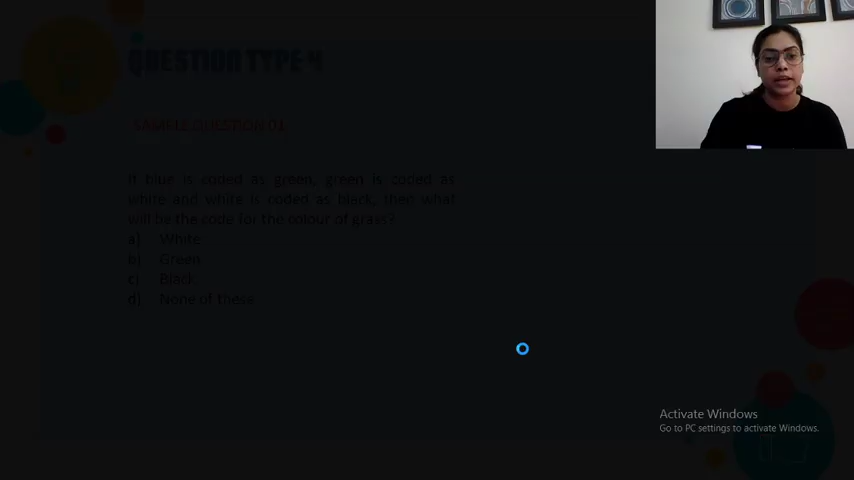 QUESTION TYPE 4
SAMPLE QUESTION 01
If blue is coded as green, green is coded as
white and white is coded as black, then what
will be the code for the colour of grass?
a) White
b) Green
c) Black
d) None of these
Activate Windows
Go to PC settings to activate Windows.